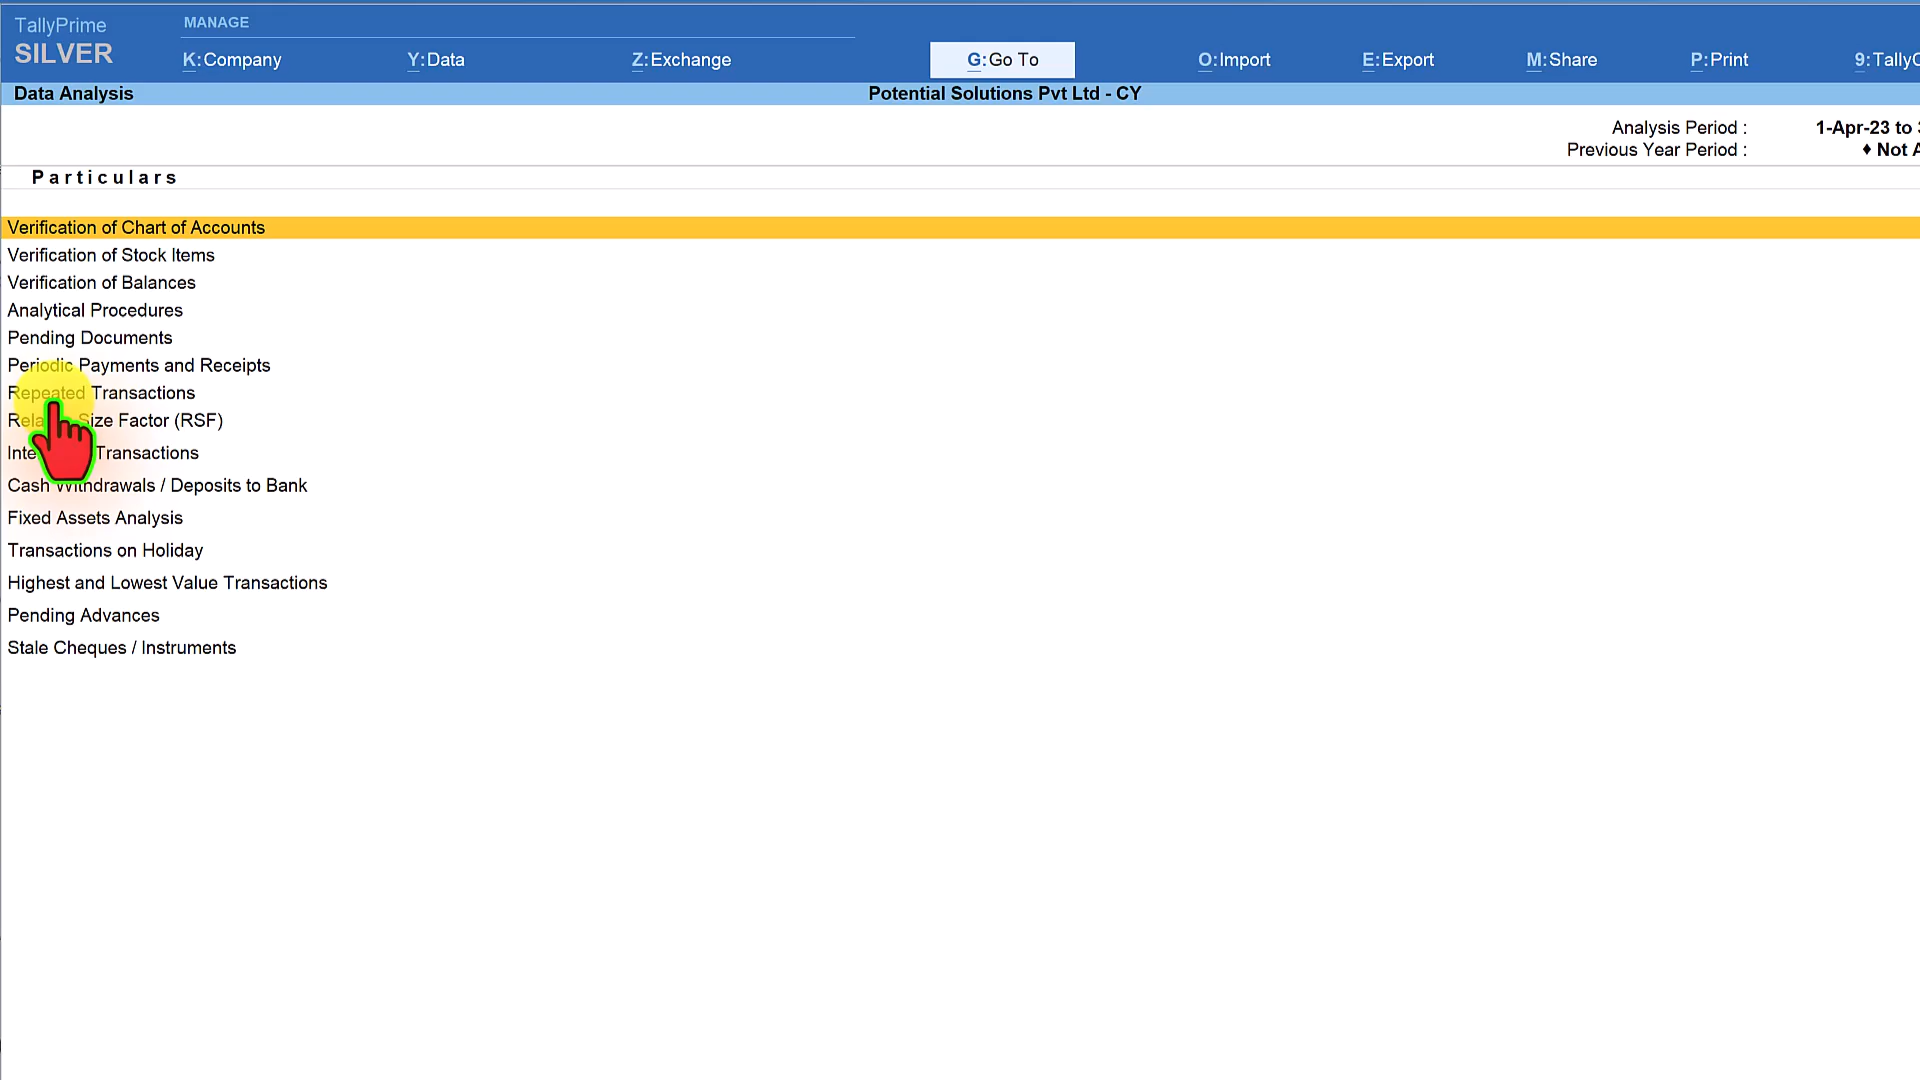 TallyPrime
MANAGE
SILVER
K:Company
Y:Data
Z:Exchange
G:Go To
O:Import
E:Export
M:Share
P:Print
9:Tally
Data Analysis
Potential Solutions Pvt Ltd - CY
Analysis Period : 1-Apr-23 to
Previous Year Period : ♦ Not
Particulars
Verification of Chart of Accounts
Verification of Stock Items
Verification of Balances
Analytical Procedures
Pending Documents
Periodic Payments and Receipts
Repeated Transactions
Size Factor (RSF)
Transactions
Cash Withdrawals / Deposits to Bank
Fixed Assets Analysis
Transactions on Holiday
Highest and Lowest Value Transactions
Pending Advances
Stale Cheques / Instruments